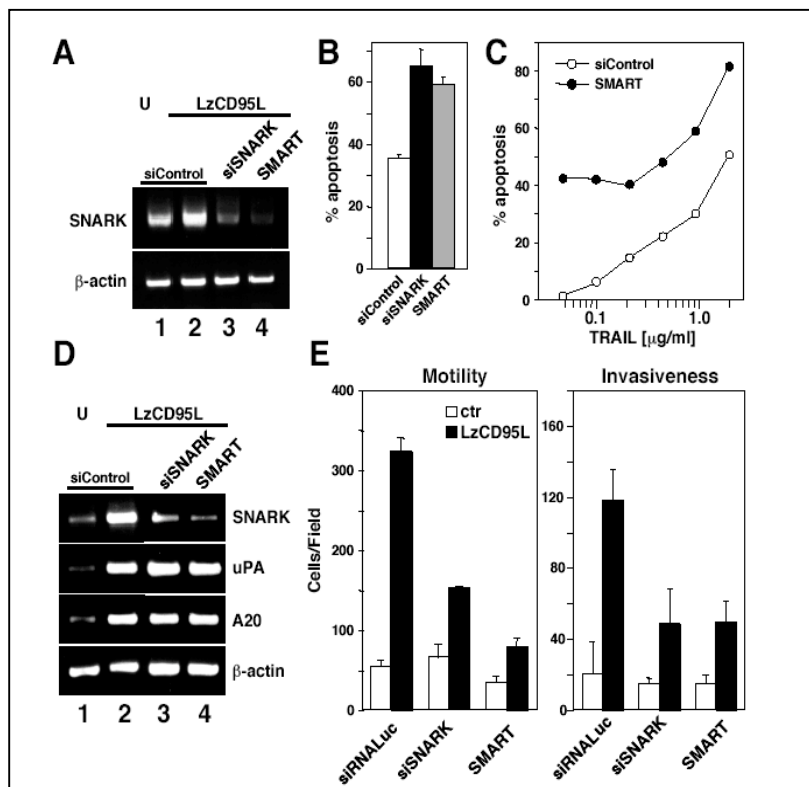 A
U LzCD95L
siControl siSNARK SMART
SNARK
β-actin
1 2 3 4
B
% apoptosis
60
40
20
0
siControl siSNARK SMART
C
siControl
SMART
% apoptosis
80
60
40
20
0
0.1 1.0
TRAIL [μg/ml]
D
U LzCD95L
siControl siSNARK SMART
SNARK
uPA
A20
β-actin
1 2 3 4
E
Motility
ctr
LzCD95L
Cells/Field
400
300
350
100
50
0
siRNALuc siSNARK SMART
Invasiveness
160
120
80
40
0
siRNALuc siSNARK SMART